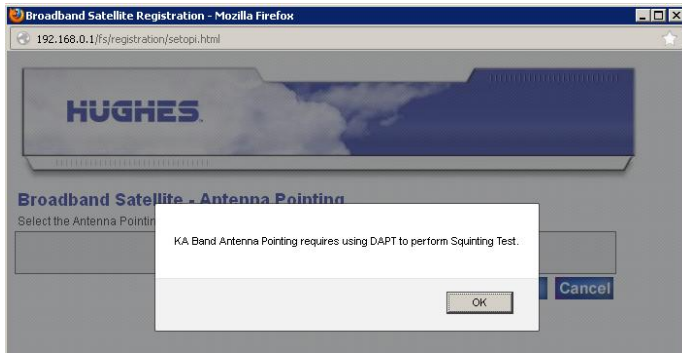 Broadband Satellite Registration - Mozilla Firefox
192.168.0.1/fs/registration/setopi.html
HUGHES.
Broadband Satellite - Antenna Pointing
Select the Antenna Pointin
KA Band Antenna Pointing requires using DAPT to perform Squinting Test.
OK
Cancel